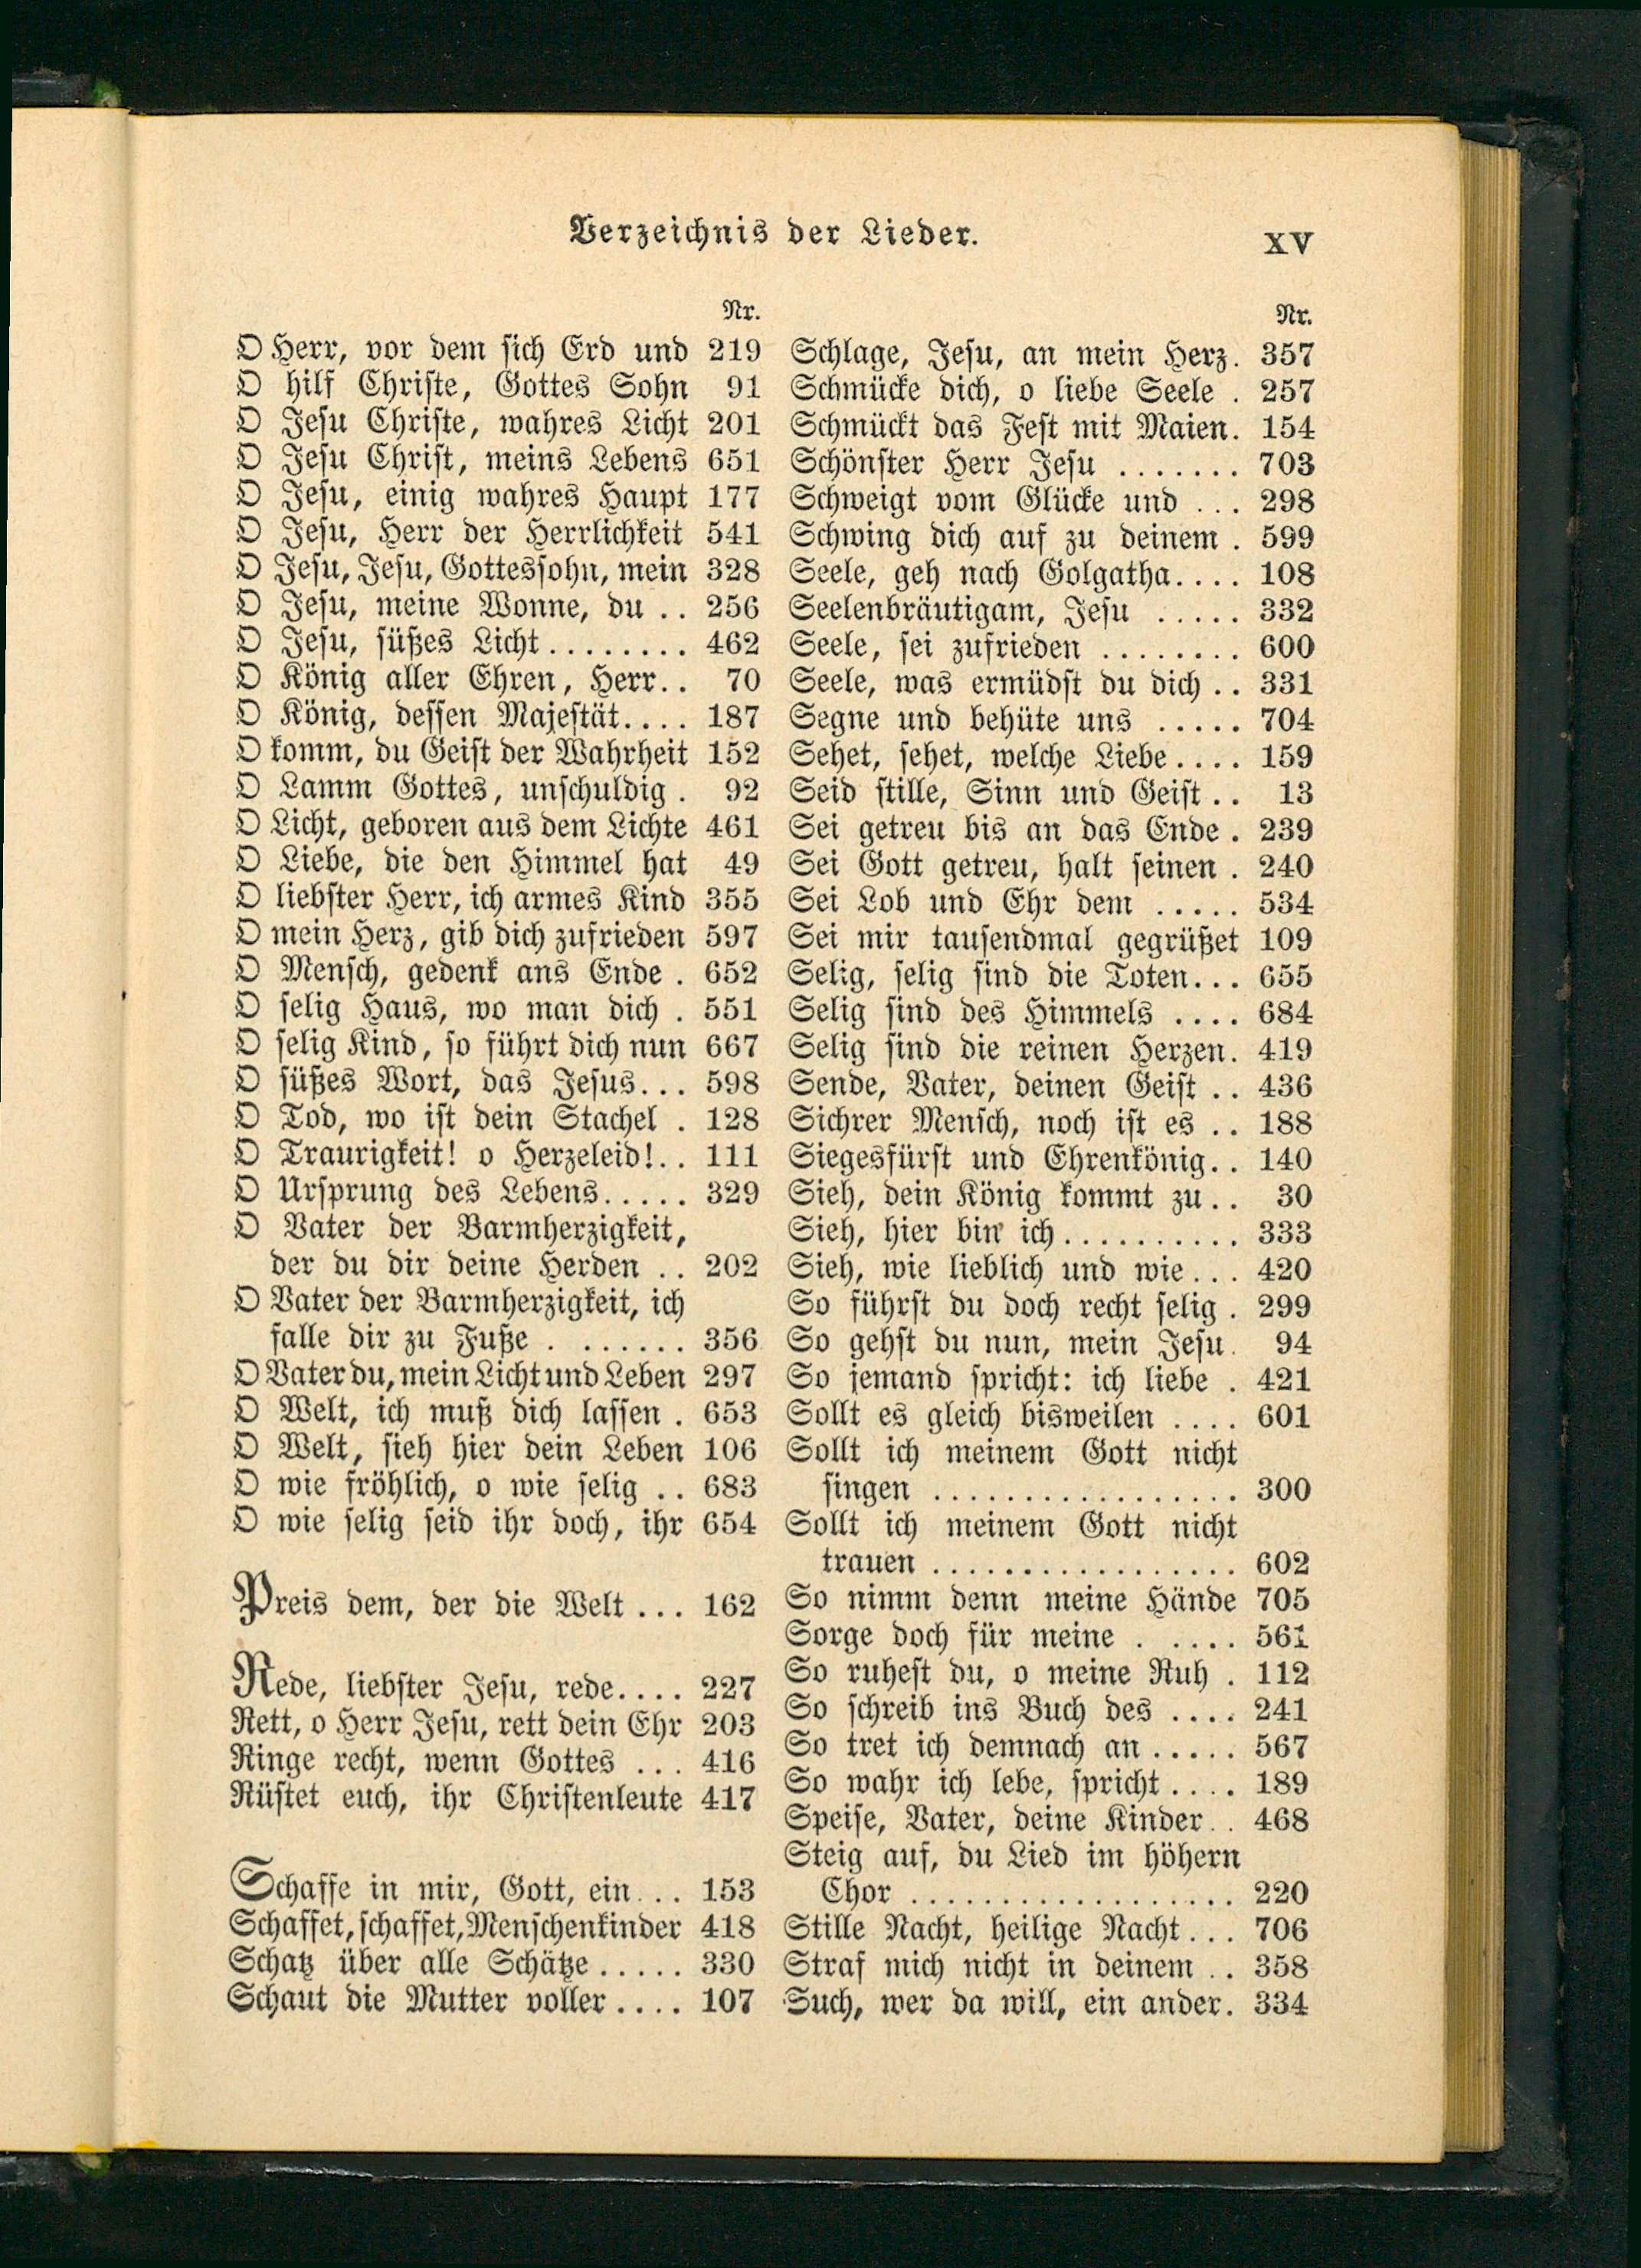 Verzeichnis der Lieder.
XV
Nr.
O Herr, vor dem sich Erd und 219
O hilf Christe, Gottes Sohn 91
O Jesu Christe, wahres Licht 201
O Jesu Christ, meins Lebens 651
O Jesu, einig wahres Haupt 177
O Jesu, Herr der Herrlichkeit 541
O Jesu, Jesu, Gottessohn, mein 328
O Jesu, meine Wonne, du .. 256
O Jesu, süßes Licht........ 462
O König aller Ehren, Herr.. 70
O König, dessen Majestät.... 187
O komm, du Geist der Wahrheit 152
O Lamm Gottes, unschuldig . 92
O Licht, geboren aus dem Lichte 461
O Liebe, die den Himmel hat 49
O liebster Herr, ich armes Kind 355
O mein Herz, gib dich zufrieden 597
O Mensch, gedenk ans Ende . 652
O selig Haus, wo man dich . 551
O selig Kind, so führt dich nun 667
O süßes Wort, das Jesus... 598
O Tod, wo ist dein Stachel . 128
O Traurigkeit! o Herzeleid!.. 111
O Ursprung des Lebens..... 329
O Vater der Barmherzigkeit,
der du dir deine Herden .. 202
O Vater der Barmherzigkeit, ich
falle dir zu Fuße . ...... 356
O Vater du, mein Licht und Leben 297
O Welt, ich muß dich lassen . 653
O Welt, sieh hier dein Leben 106
O wie fröhlich, o wie selig .. 683
O wie selig seid ihr doch, ihr 654
Preis dem, der die Welt ... 162
Rede, liebster Jesu, rede.... 227
Rett, o Herr Jesu, rett dein Ehr 203
Ringe recht, wenn Gottes ... 416
Rüstet euch, ihr Christenleute 417
Schaffe in mir, Gott, ein... 153
Schaffet, schaffet, Menschenkinder 418
Schatz über alle Schätze..... 330
Schaut die Mutter voller.... 107
Nr.
Schlage, Jesu, an mein Herz. 357
Schmücke dich, o liebe Seele . 257
Schmückt das Fest mit Maien. 154
Schönster Herr Jesu ....... 703
Schweigt vom Glücke und ... 298
Schwing dich auf zu deinem . 599
Seele, geh nach Golgatha.... 108
Seelenbräutigam, Jesu ..... 332
Seele, sei zufrieden ........ 600
Seele, was ermüdst du dich .. 331
Segne und behüte uns ..... 704
Sehet, sehet, welche Liebe.... 159
Seid stille, Sinn und Geist.. 13
Sei getreu bis an das Ende . 239
Sei Gott getreu, halt seinen . 240
Sei Lob und Ehr dem ..... 534
Sei mir tausendmal gegrüßet 109
Selig, selig sind die Toten... 655
Selig sind des Himmels .... 684
Selig sind die reinen Herzen. 419
Sende, Vater, deinen Geist .. 436
Sichrer Mensch, noch ist es .. 188
Siegesfürst und Ehrenkönig.. 140
Sieh, dein König kommt zu.. 30
Sieh, hier bin ich.......... 333
Sieh, wie lieblich und wie... 420
So führst du doch recht selig . 299
So gehst du nun, mein Jesu. 94
So jemand spricht: ich liebe . 421
Sollt es gleich bisweilen .... 601
Sollt ich meinem Gott nicht
singen ................. 300
Sollt ich meinem Gott nicht
trauen ................. 602
So nimm denn meine Hände 705
Sorge doch für meine . .... 561
So ruhest du, o meine Ruh . 112
So schreib ins Buch des .... 241
So tret ich demnach an..... 567
So wahr ich lebe, spricht.... 189
Speise, Vater, deine Kinder.. 468
Steig auf, du Lied im höhern
Chor .................. 220
Stille Nacht, heilige Nacht... 706
Straf mich nicht in deinem .. 358
Such, wer da will, ein ander. 334